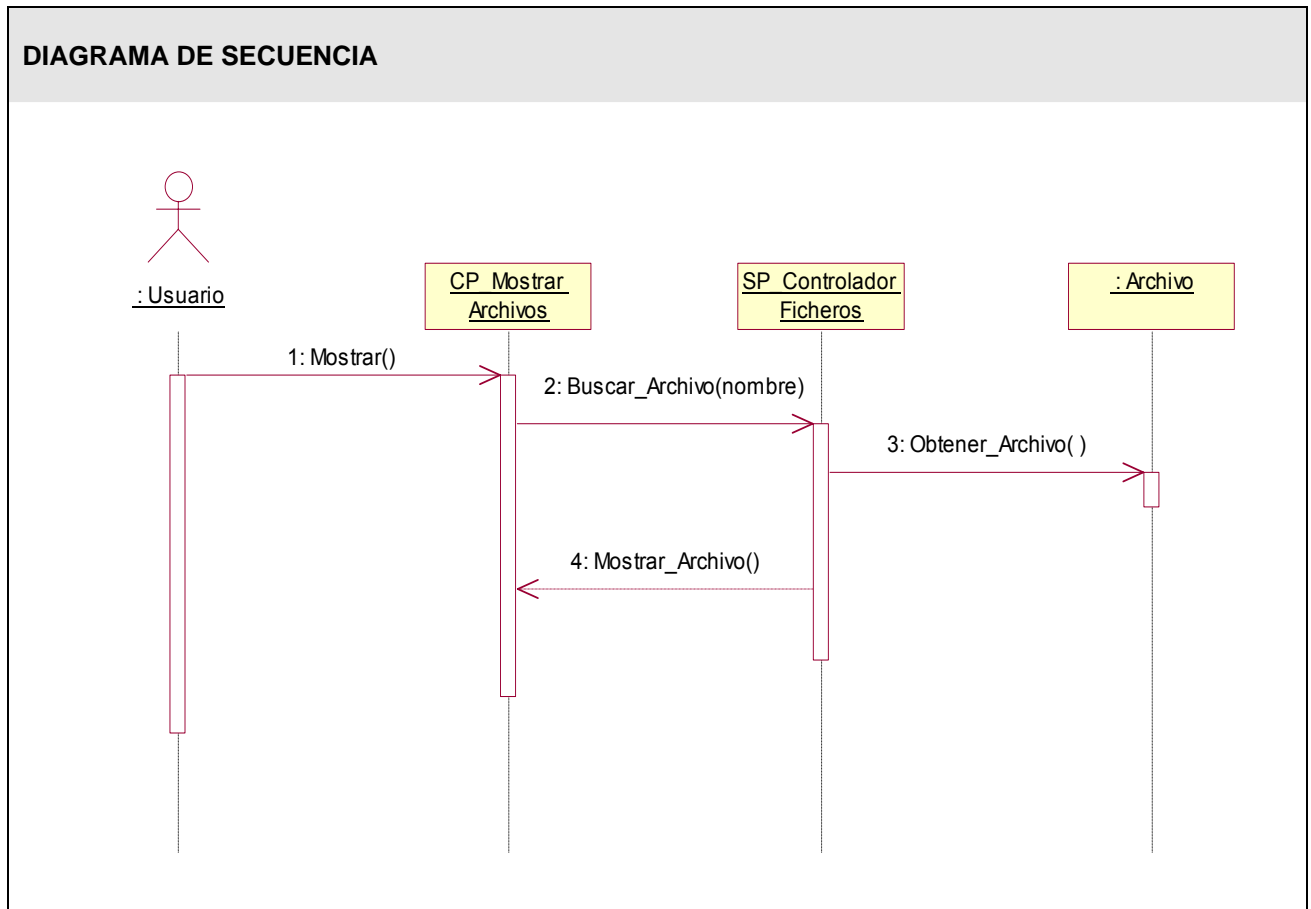 DIAGRAMA DE SECUENCIA
: Usuario
CP_Mostrar
Archivos
SP_Controlador
Ficheros
: Archivo
1: Mostrar()
2: Buscar_Archivo(nombre)
3: Obtener_Archivo( )
4: Mostrar_Archivo()